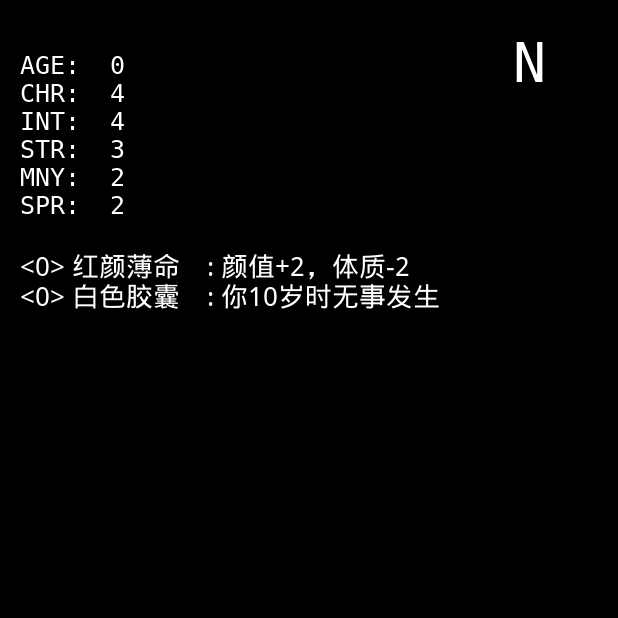 N
AGE: 0
CHR: 4
INT: 4
STR: 3
MNY: 2
SPR: 2
<0> 红颜薄命 : 颜值+2，体质-2
<0> 白色胶囊 : 你10岁时无事发生